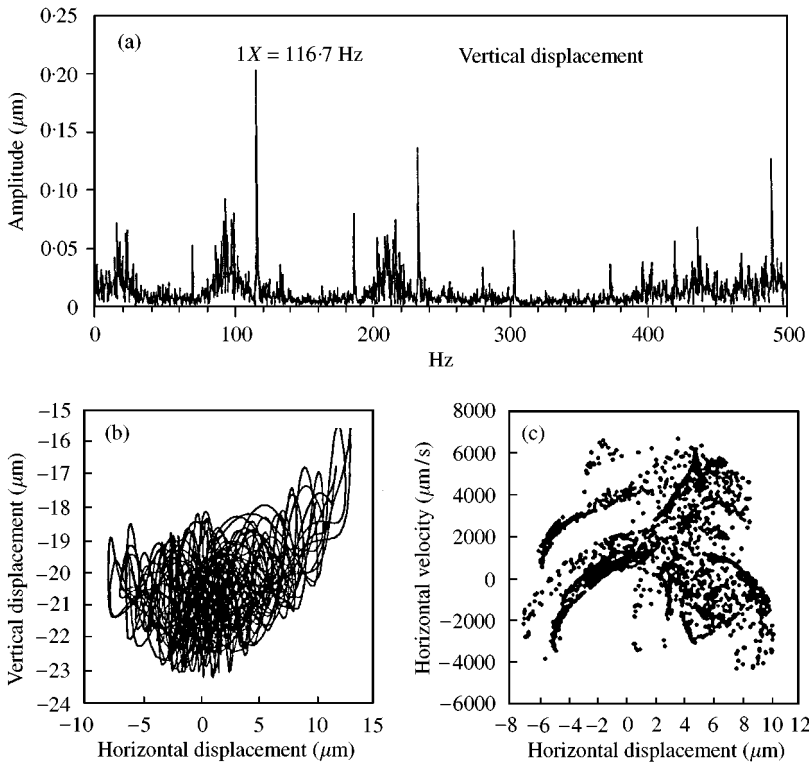 0·25
(a)
1X = 116·7 Hz
Vertical displacement
0·20
0·15
0·10
0·05
0
Amplitude (μm)
0 100 200 300 400 500
Hz
−15
(b)
−16
−17
−18
−19
−20
−21
−22
−23
−24
Vertical displacement (μm)
−10 −5 0 5 10 15
Horizontal displacement (μm)
8000
(c)
6000
4000
2000
0
−2000
−4000
−6000
Horizontal velocity (μm/s)
−8 −6 −4 −2 0 2 4 6 8 10 12
Horizontal displacement (μm)